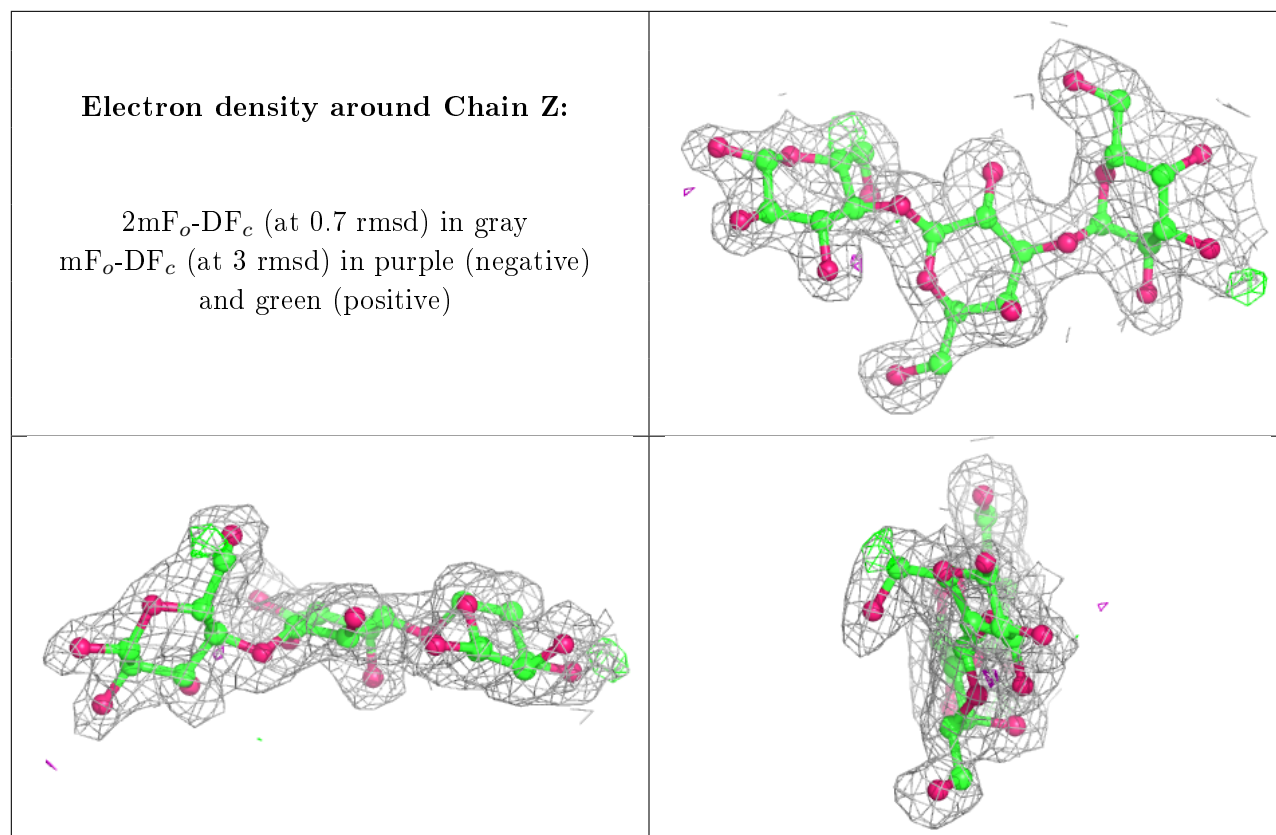 Electron density around Chain Z:
2mFo-DFc (at 0.7 rmsd) in gray
mFo-DFc (at 3 rmsd) in purple (negative)
and green (positive)